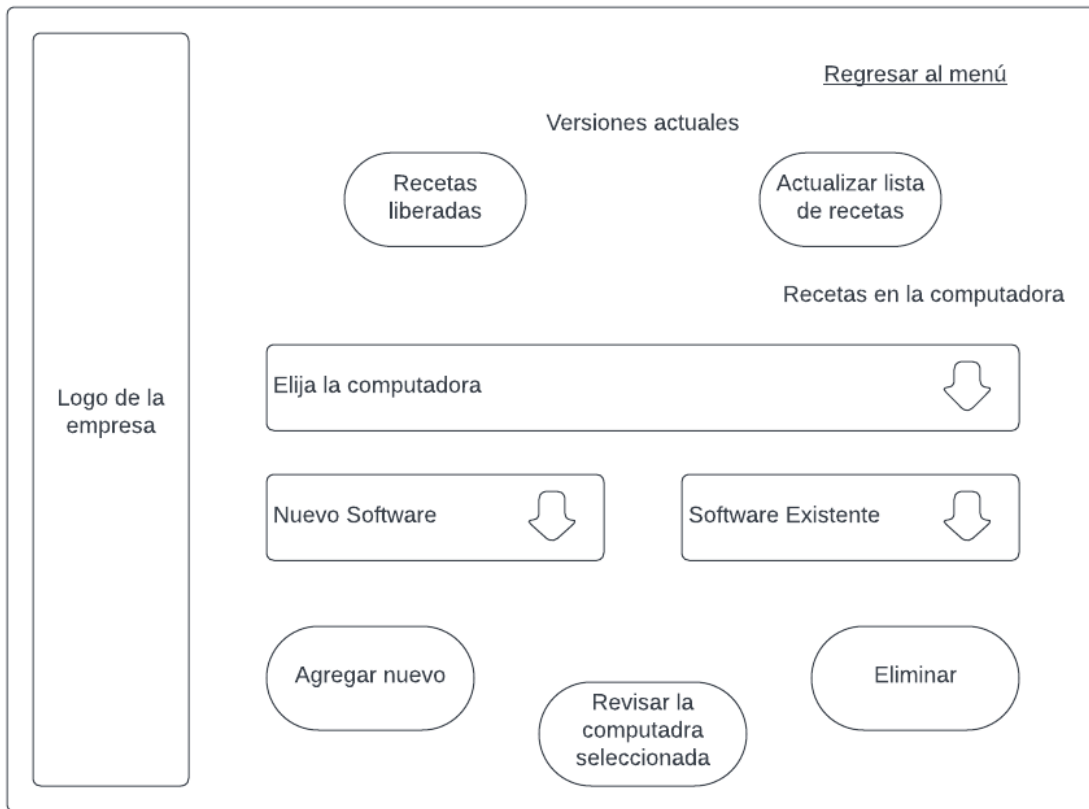 Regresar al menú
Versiones actuales
Recetas
liberadas
Actualizar lista
de recetas
Recetas en la computadora
Logo de la
empresa
Elija la computadora
Nuevo Software
Software Existente
Agregar nuevo
Eliminar
Revisar la
computadra
seleccionada